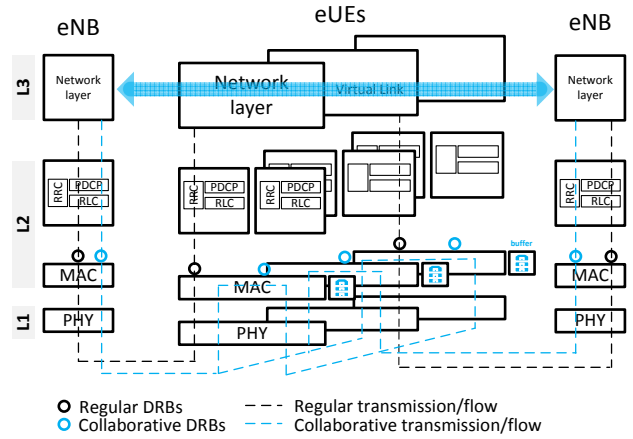 eNB
eUEs
eNB
L3
Network
layer
Network
layer
Virtual Link
Network
layer
L2
RRC
PDCP
RLC
RRC
PDCP
RLC
RRC
PDCP
RLC
RRC
PDCP
RLC
buffer
MAC
MAC
MAC
L1
PHY
PHY
PHY
Regular DRBs
Regular transmission/flow
Collaborative DRBs
Collaborative transmission/flow